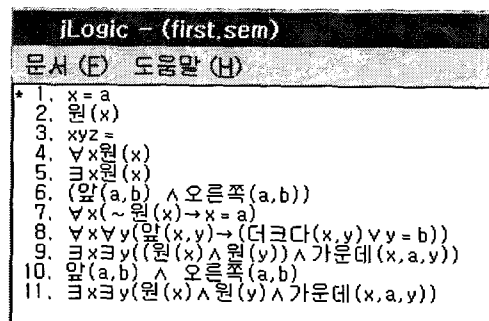 jLogic - (first.sem)
문서(F) 도움말(H)
* 1. x = a
2. 원(x)
3. xyz =
4. ∀x원(x)
5. ∃x원(x)
6. (앞(a,b) ∧ 오른쪽(a,b))
7. ∀x(~원(x)→x = a)
8. ∀x∀y(앞(x,y)→(더크다(x,y)∨y = b))
9. ∃x∃y((원(x)∧원(y))∧가운데(x,a,y))
10. 앞(a,b) ∧ 오른쪽(a,b)
11. ∃x∃y(원(x)∧원(y)∧가운데(x,a,y))